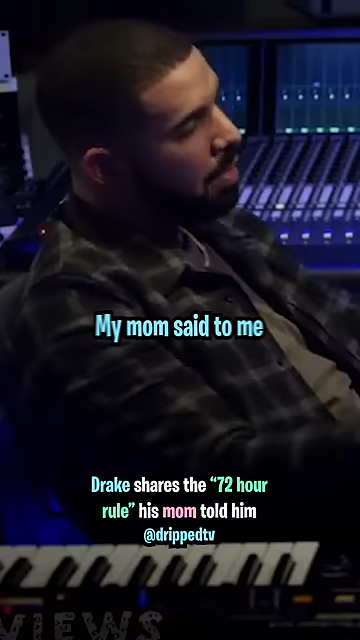 My mom said to me
Drake shares the “72 hour
rule” his mom told him
@drippedtv
VIEWS